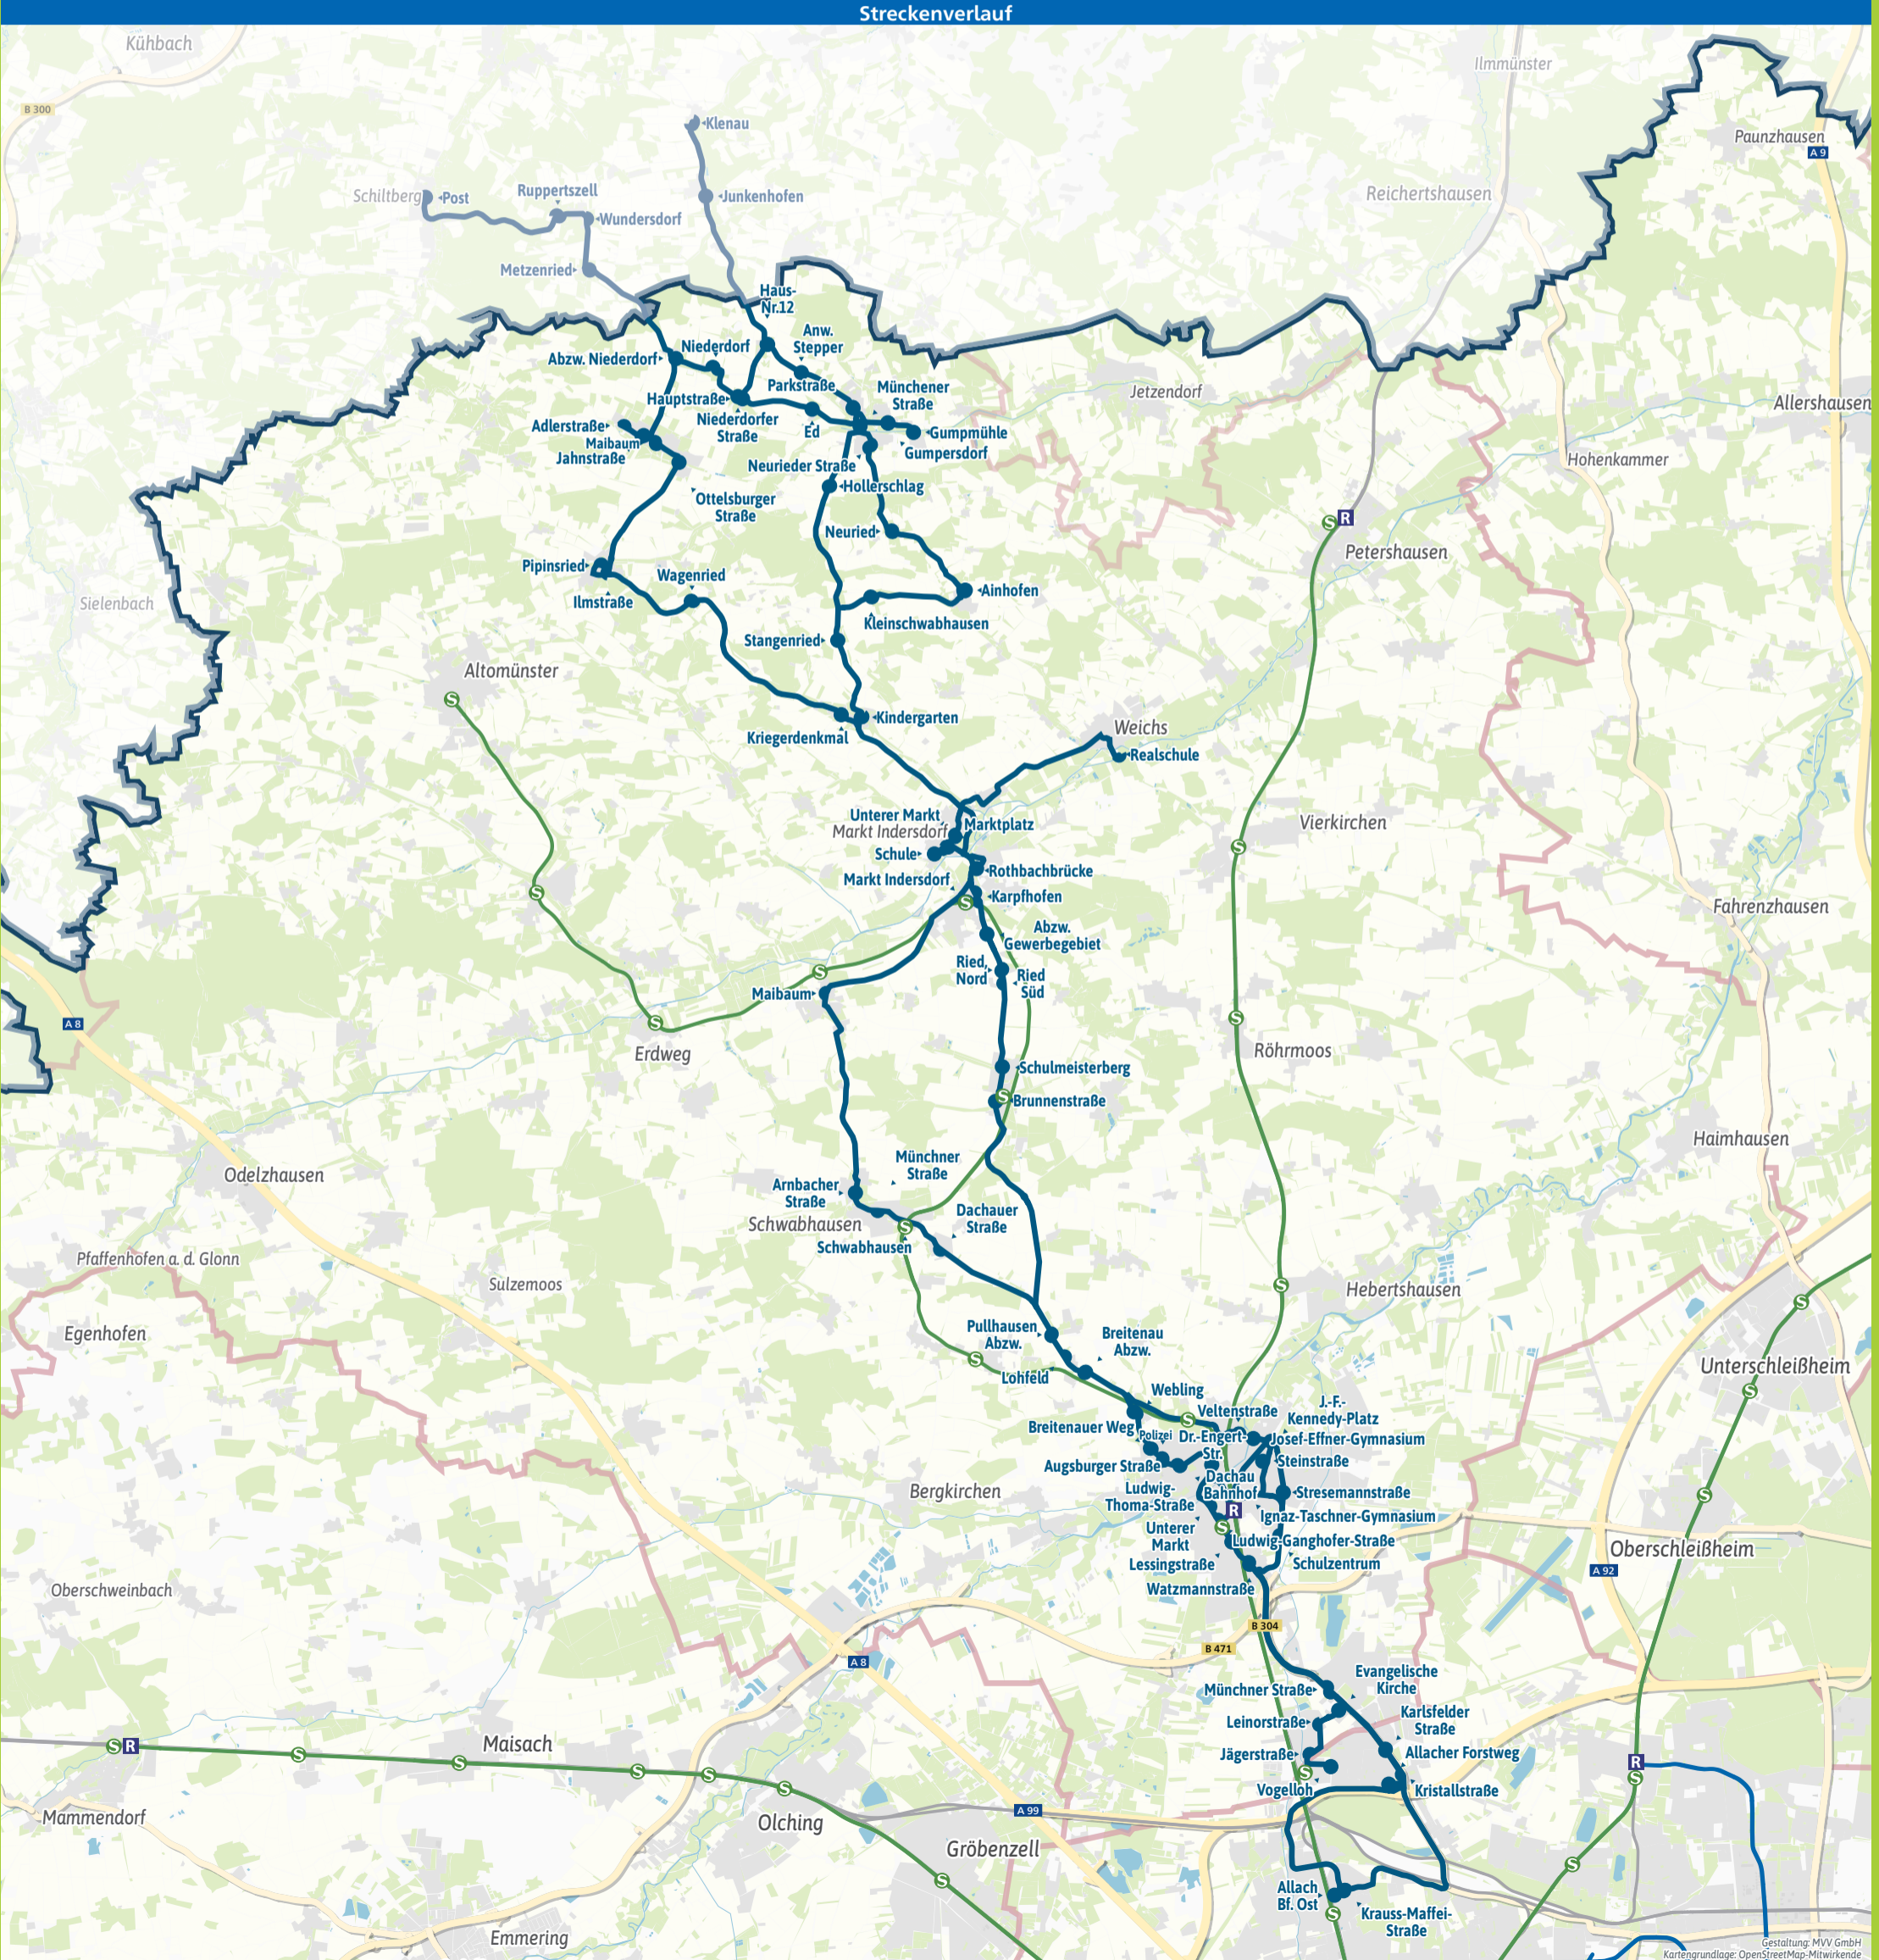 Streckenverlauf
Kühbach
Ilmmünster
B 300
Klenau
Paunzhausen
A 9
Schiltberg
Post
Ruppertszell
Junkenhofen
Reichertshausen
Wundersdorf
Metzenried
Haus-
Nr.12
Anw.
Stepper
Niederdorf
Abzw. Niederdorf
Parkstraße
Münchener
Straße
Jetzendorf
Allershausen
Hauptstraße
Niederdorfer
Straße
Ed
Adlerstraße
Maibaum
Jahnstraße
Gumpmühle
Gumpersdorf
Neurieder Straße
Hohenkammer
Hollerschlag
Ottelsburger
Straße
Neuried
S
R
Petershausen
Pipinsried
Wagenried
Ilmstraße
Ainhofen
Kleinschwabhausen
Sielenbach
Stangenried
Altomünster
S
Kindergarten
Kriegerdenkmal
Weichs
Realschule
Unterer Markt
Markt Indersdorf
Marktplatz
Vierkirchen
S
Schule
Rothbachbrücke
Markt Indersdorf
Karpfhofen
S
S
Fahrenzhausen
Abzw.
Gewerbegebiet
Ried,
Nord
Ried
Süd
S
Maibaum
A 8
S
Erdweg
S
Röhrmoos
Schulmeisterberg
S
Brunnenstraße
Haimhausen
Odelzhausen
Münchner
Straße
Arnbacher
Straße
Schwabhausen
S
Dachauer
Straße
Schwabhausen
Pfaffenhofen a. d. Glonn
Sulzemoos
S
Hebertshausen
S
Egenhofen
Pullhausen
Abzw.
Breitenau
Abzw.
Lohfeld
S
Unterschleißheim
S
Webling
Veltenstraße
S
J.-F.-
Kennedy-Platz
Breitenauer Weg
Polizei
Dr.-Engert-
Str.
Josef-Effner-Gymnasium
Steinstraße
Augsburger Straße
Dachau
Bahnhof
Bergkirchen
Ludwig-
Thoma-Straße
Stresemannstraße
S
R
Ignaz-Taschner-Gymnasium
Unterer
Markt
S
Ludwig-Ganghofer-Straße
Lessingstraße
Schulzentrum
Watzmannstraße
Oberschleißheim
A 92
Oberschweinbach
B 304
B 471
A 8
Evangelische
Kirche
Münchner Straße
Leinorstraße
Karlsfelder
Straße
Jägerstraße
Allacher Forstweg
S
Vogelloh
Kristallstraße
R
S
S
R
S
Maisach
S
S
S
S
Mammendorf
Olching
A 99
Gröbenzell
S
S
Allach
Bf. Ost
Krauss-Maffei-
Straße
S
Emmering
Gestaltung: MVV GmbH
Kartengrundlage: OpenStreetMap-Mitwirkende